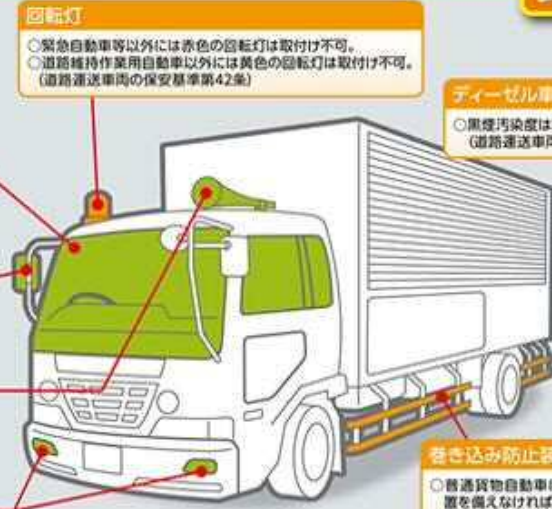 回転灯
○緊急自動車等以外には赤色の回転灯は取付け不可。
○道路維持作業用自動車以外には黄色の回転灯は取付け不可。
(道路運送車両の保安基準第42条)
ディーゼル車
○黒煙汚染度は
(道路運送車両
巻き込み防止装
○普通貨物自動車
置を備えなければ